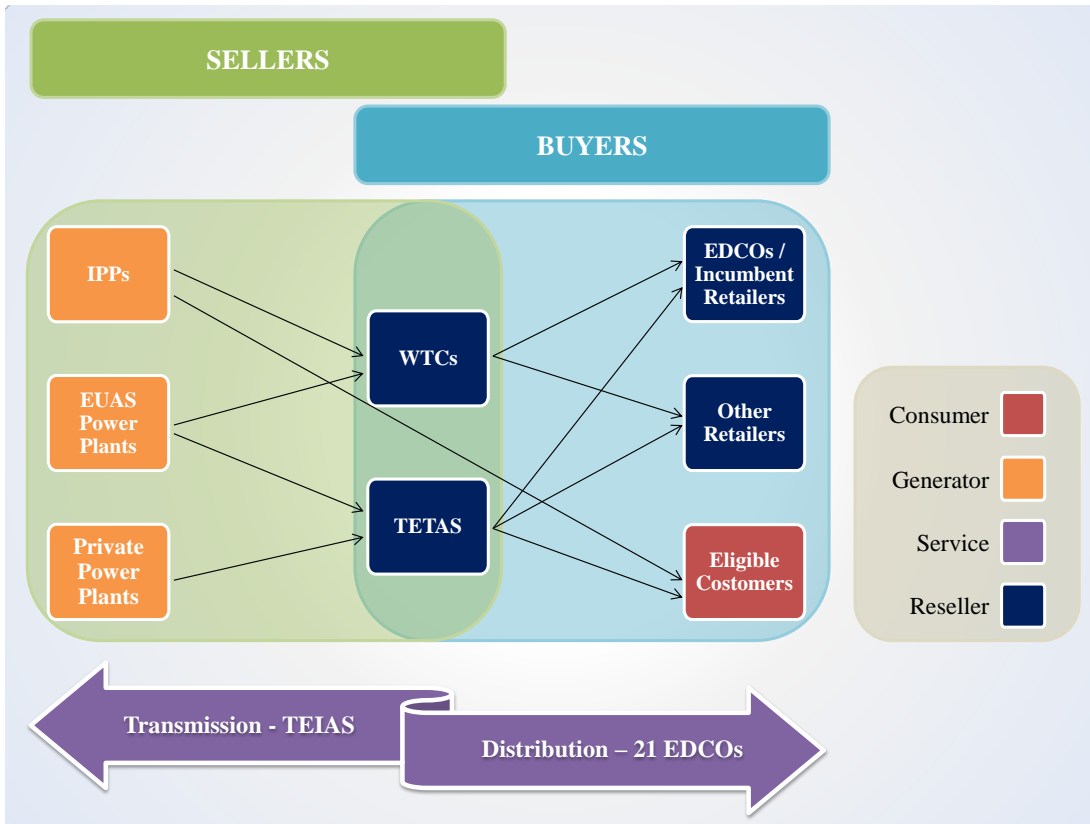 SELLERS
BUYERS
IPPs
EUAS
Power
Plants
Private
Power
Plants
WTCs
TETAS
EDCOs /
Incumbent
Retailers
Other
Retailers
Eligible
Costomers
Consumer
Generator
Service
Reseller
Transmission - TEIAS
Distribution – 21 EDCOs